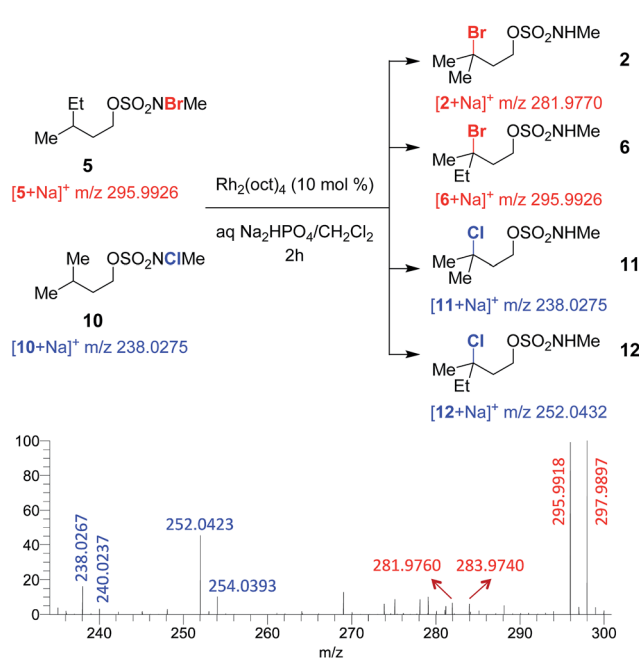 Br
OSO₂NHMe
2
Me
Me
[2+Na]⁺ m/z 281.9770
Et
OSO₂NBrMe
Me
5
[5+Na]⁺ m/z 295.9926
Br
OSO₂NHMe
6
Me
Et
[6+Na]⁺ m/z 295.9926
Rh₂(oct)₄ (10 mol %)
aq Na₂HPO₄/CH₂Cl₂
2h
Me
OSO₂NClMe
Me
10
[10+Na]⁺ m/z 238.0275
Cl
OSO₂NHMe
11
Me
Me
[11+Na]⁺ m/z 238.0275
Cl
OSO₂NHMe
12
Me
Et
[12+Na]⁺ m/z 252.0432
100
80
60
40
20
0
238.0267
240.0237
252.0423
254.0393
281.9760
283.9740
295.9918
297.9897
240
250
260
270
280
290
300
m/z